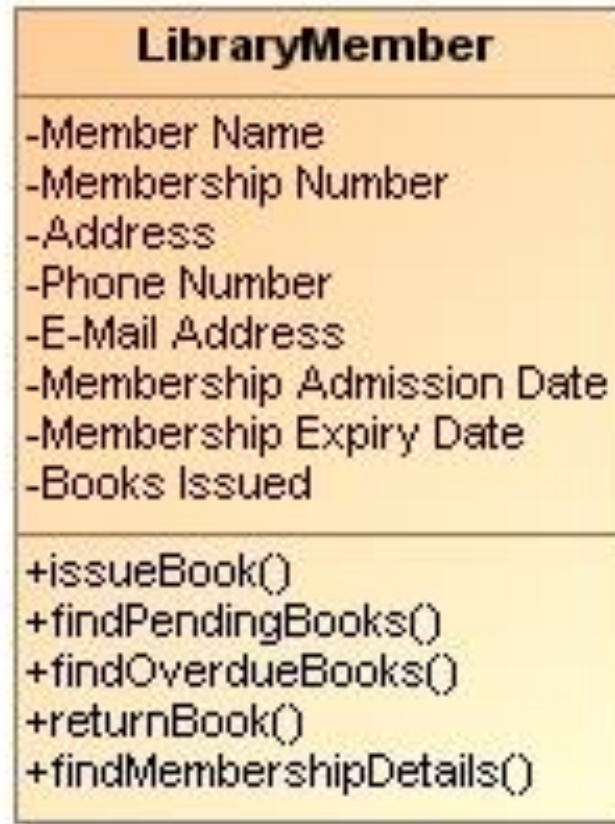 LibraryMember
-Member Name
-Membership Number
-Address
-Phone Number
-E-Mail Address
-Membership Admission Date
-Membership Expiry Date
-Books Issued
+issueBook()
+findPendingBooks()
+findOverdueBooks()
+returnBook()
+findMembershipDetails()